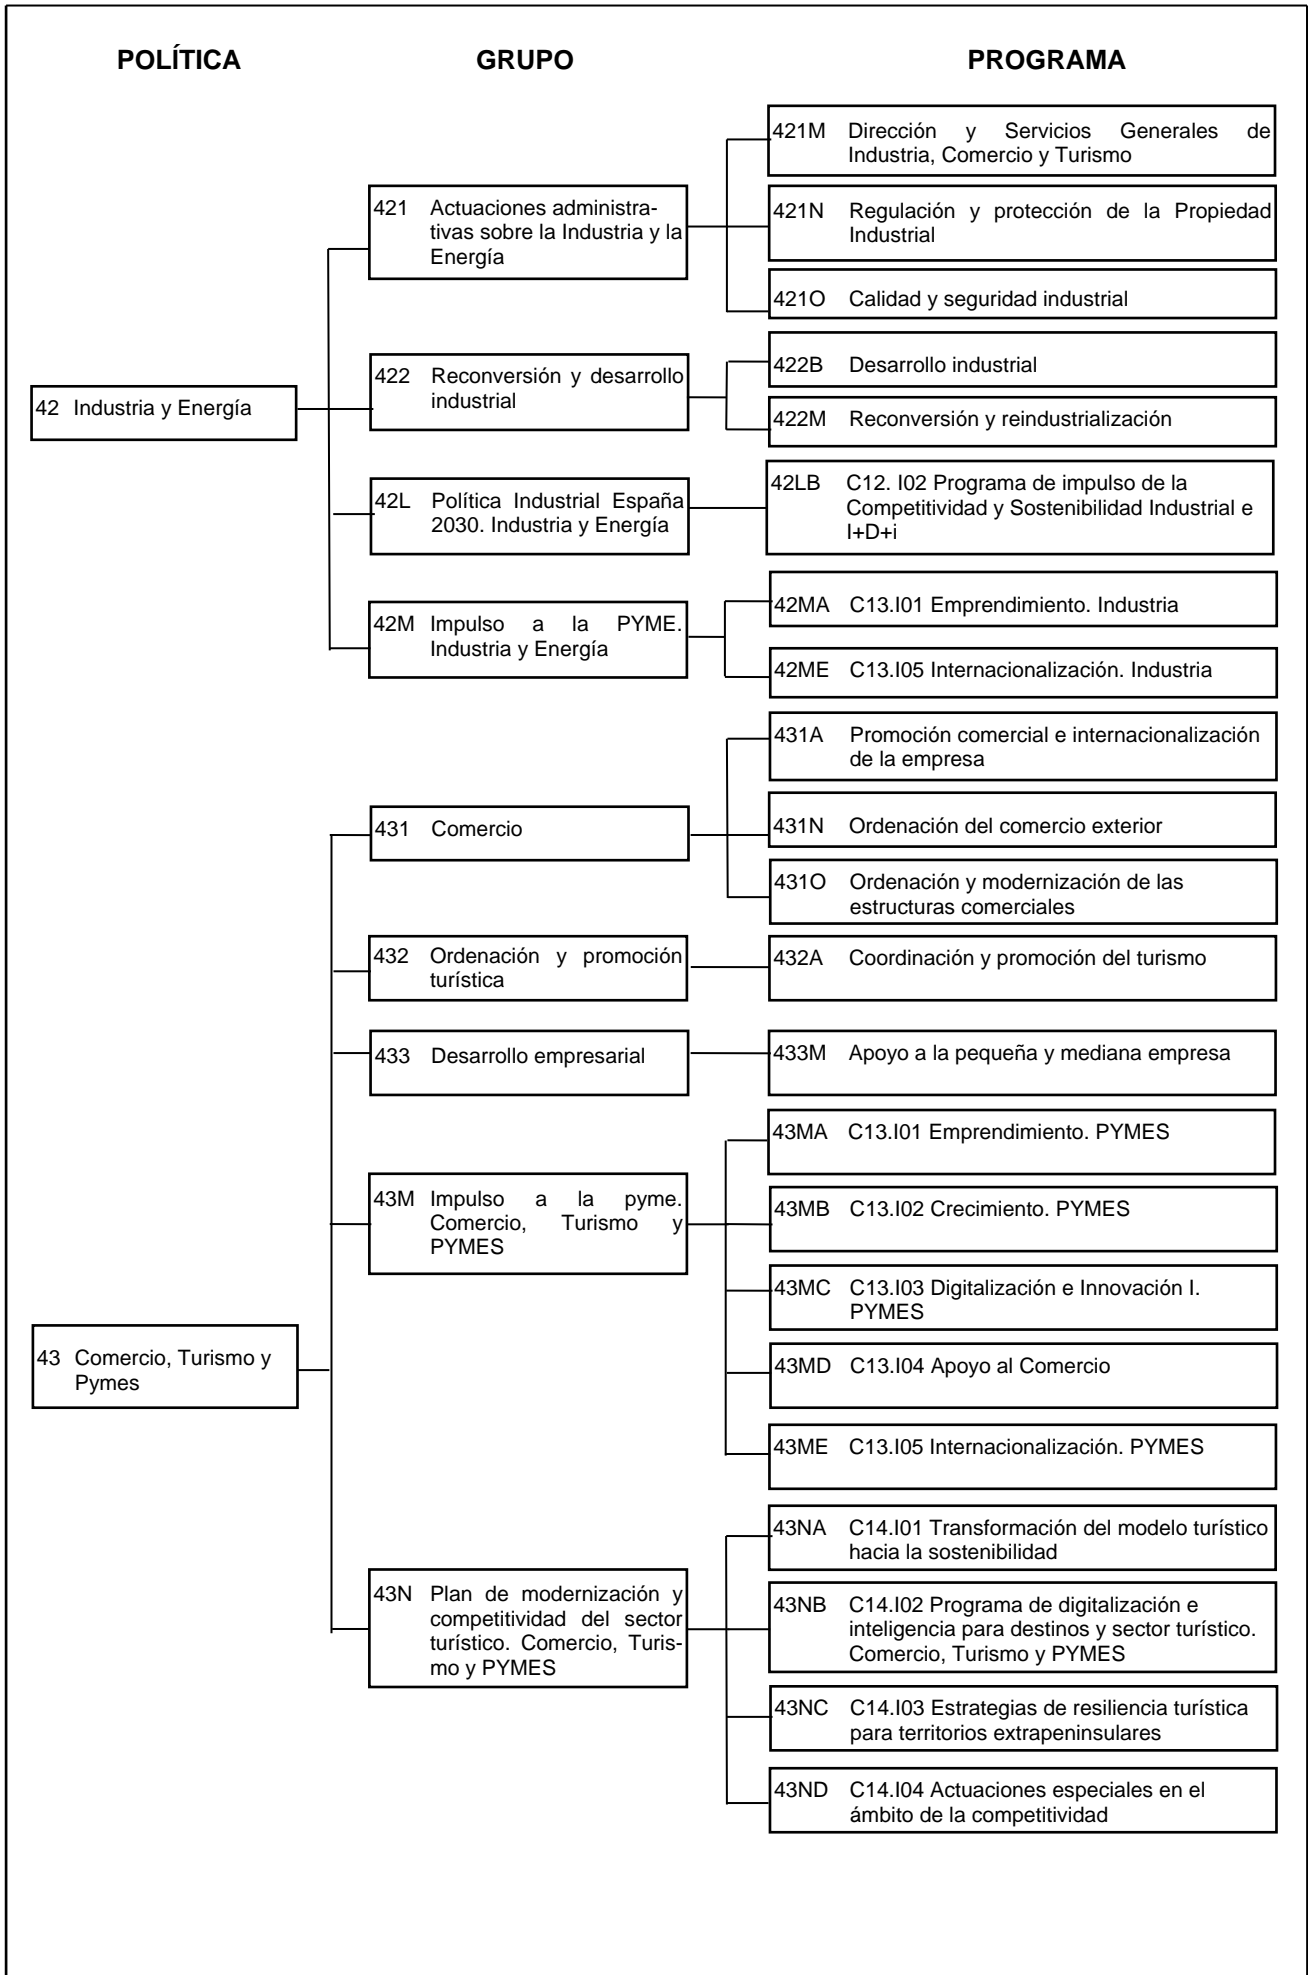 POLÍTICA GRUPO PROGRAMA
421M Dirección y Servicios Generales de
Industria, Comercio y Turismo
421 Actuaciones administra-
tivas sobre la Industria y la
Energía
421N Regulación y protección de la Propiedad
Industrial
421O Calidad y seguridad industrial
42 Industria y Energía
422 Reconversión y desarrollo
industrial
422B Desarrollo industrial
422M Reconversión y reindustrialización
42L Política Industrial España
2030. Industria y Energía
42LB C12. I02 Programa de impulso de la
Competitividad y Sostenibilidad Industrial e
I+D+i
42M Impulso a la PYME.
Industria y Energía
42MA C13.I01 Emprendimiento. Industria
42ME C13.I05 Internacionalización. Industria
431A Promoción comercial e internacionalización
de la empresa
431 Comercio
431N Ordenación del comercio exterior
431O Ordenación y modernización de las
estructuras comerciales
432 Ordenación y promoción
turística
432A Coordinación y promoción del turismo
433 Desarrollo empresarial
433M Apoyo a la pequeña y mediana empresa
43MA C13.I01 Emprendimiento. PYMES
43M Impulso a la pyme.
Comercio, Turismo y
PYMES
43MB C13.I02 Crecimiento. PYMES
43MC C13.I03 Digitalización e Innovación I.
PYMES
43 Comercio, Turismo y
Pymes
43MD C13.I04 Apoyo al Comercio
43ME C13.I05 Internacionalización. PYMES
43NA C14.I01 Transformación del modelo turístico
hacia la sostenibilidad
43N Plan de modernización y
competitividad del sector
turístico. Comercio, Turis-
mo y PYMES
43NB C14.I02 Programa de digitalización e
inteligencia para destinos y sector turístico.
Comercio, Turismo y PYMES
43NC C14.I03 Estrategias de resiliencia turística
para territorios extrapeninsulares
43ND C14.I04 Actuaciones especiales en el
ámbito de la competitividad